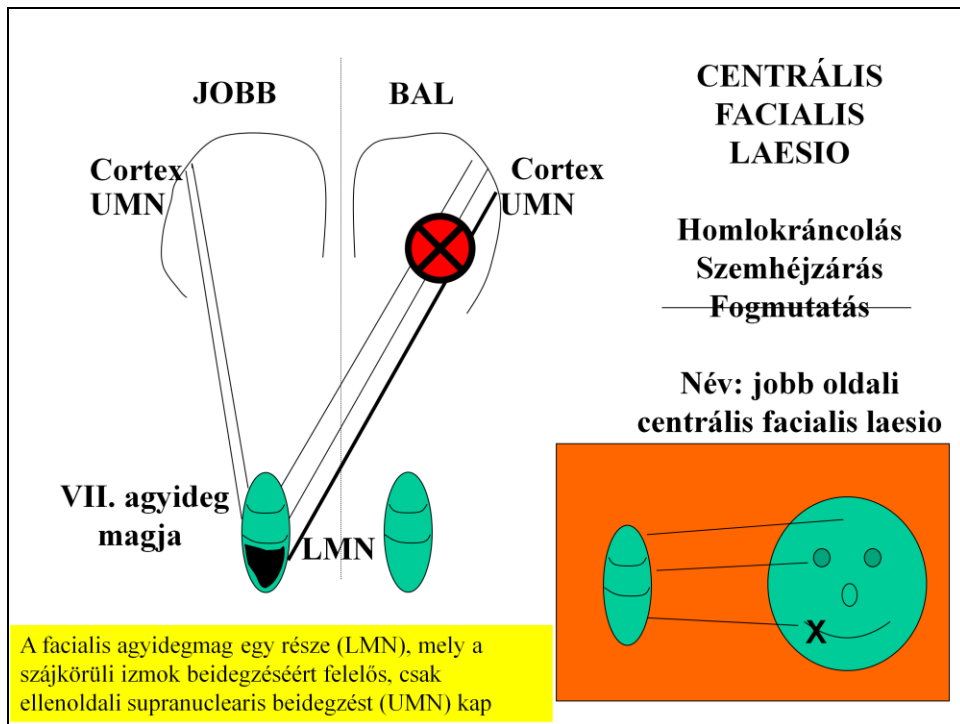 JOBB
BAL
Cortex
UMN
Cortex
UMN
VII. agyideg
magja
LMN
CENTRÁLIS
FACIALIS
LAESIO
Homlokráncolás
Szemhéjzárás
Fogmutatás
Név: jobb oldali
centrális facialis laesio
X
A facialis agyidegmag egy része (LMN), mely a
szájkörüli izmok beidegzéséért felelős, csak
ellenoldali supranuclearis beidegzést (UMN) kap